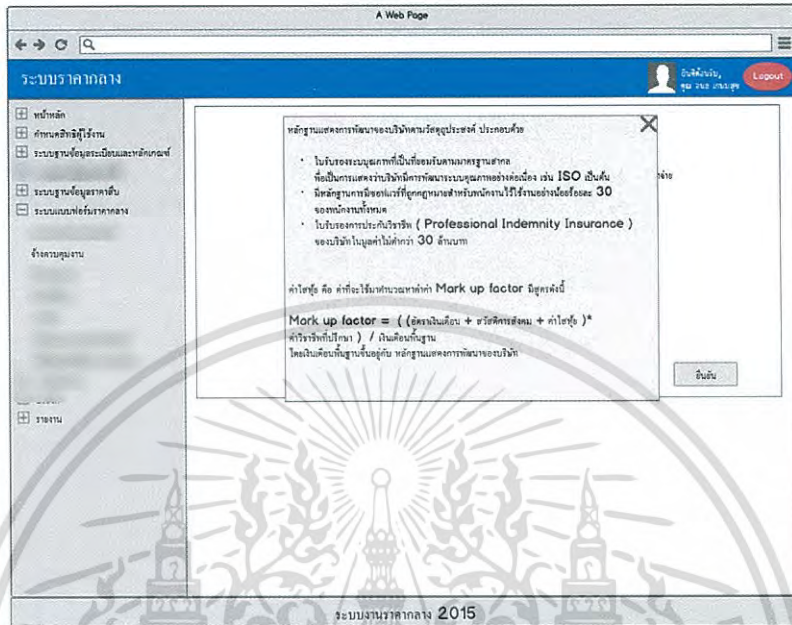 A Web Page
ระบบราคากลาง
ยินดีต้อนรับ,
คุณ
Logout
หน้าหลัก
กำหนดสิทธิผู้ใช้งาน
ระบบฐานข้อมูลระเบียบและหลักเกณฑ์
ระบบฐานข้อมูลราคาสืบ
ระบบแบบฟอร์มราคากลาง
จ้างควบคุมงาน
รายงาน
หลักฐานแสดงการพัฒนาของบริษัทตามวัตถุประสงค์ ประกอบด้วย
· ใบรับรองระบบคุณภาพที่เป็นที่ยอมรับตามมาตรฐานสากล
เพื่อเป็นการแสดงว่าบริษัทมีการพัฒนาระบบคุณภาพอย่างต่อเนื่อง เช่น ISO เป็นต้น
· มีหลักฐานการมีซอฟแวร์ที่ถูกกฎหมายสำหรับพนักงานไว้ใช้งานอย่างน้อยร้อยละ 30
ของพนักงานทั้งหมด
· ใบรับรองการประกันวิชาชีพ ( Professional Indemnity Insurance )
ของบริษัทในมูลค่าไม่ต่ำกว่า 30 ล้านบาท
ค่าโสหุ้ย คือ ค่าที่จะใช้มาคำนวณหาค่าค่า Mark up factor มีสูตรดังนี้
Mark up factor = ( (อัตราเงินเดือน + สวัสดิการสังคม + ค่าโสหุ้ย )*
ค่าวิชาชีพที่ปรึกษา ) / เงินเดือนพื้นฐาน
โดยเงินเดือนพื้นฐานขึ้นอยู่กับ หลักฐานแสดงการพัฒนาของบริษัท
ยืนยัน
ระบบงานราคากลาง 2015